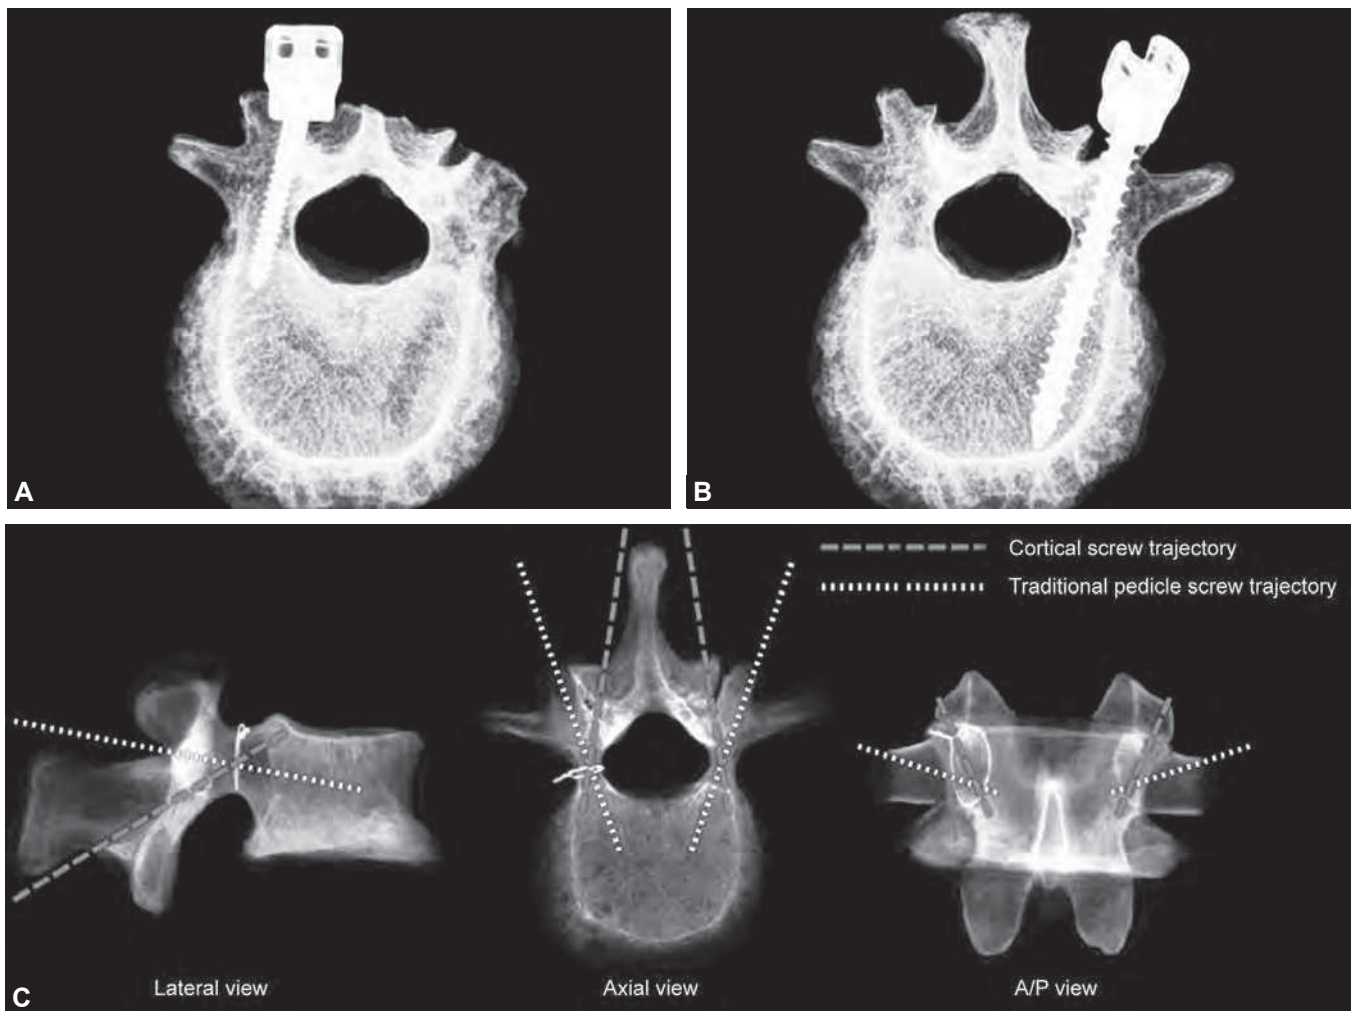 A
B
Cortical screw trajectory
Traditional pedicle screw trajectory
Lateral view
Axial view
A/P view
C